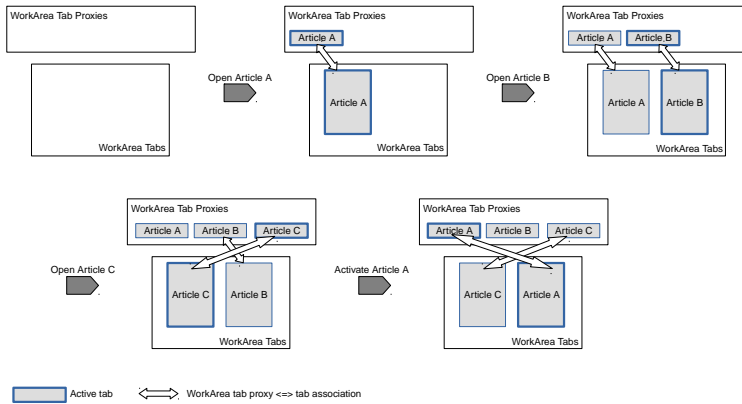 WorkArea Tab Proxies
WorkArea Tabs
Open Article A
WorkArea Tab Proxies
Article A
Article A
WorkArea Tabs
Open Article B
WorkArea Tab Proxies
Article A
Article B
Article A
Article B
WorkArea Tabs
Open Article C
WorkArea Tab Proxies
Article A
Article B
Article C
Article C
Article B
WorkArea Tabs
Activate Article A
WorkArea Tab Proxies
Article A
Article B
Article C
Article C
Article A
WorkArea Tabs
Active tab
WorkArea tab proxy <=> tab association